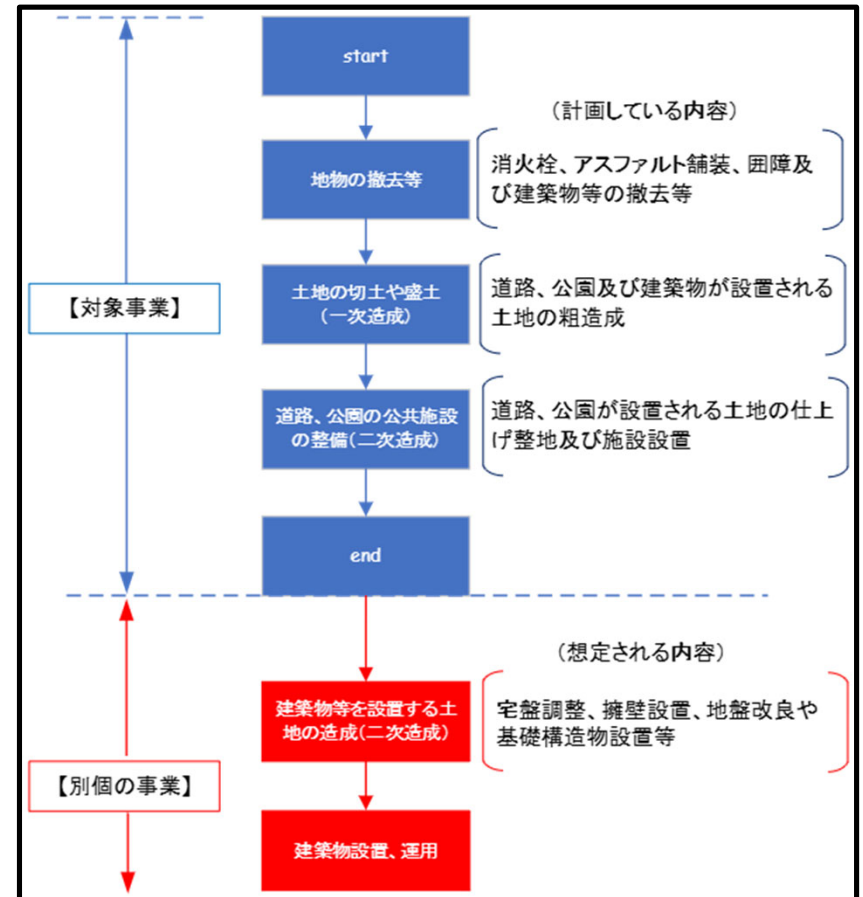 start
(計画している内容)
地物の撤去等
消火栓、アスファルト舗装、囲障及
び建築物等の撤去等
【対象事業】
土地の切土や盛土
(一次造成)
道路、公園及び建築物が設置される
土地の粗造成
道路、公園の公共施設
の整備(二次造成)
道路、公園が設置される土地の仕上
げ整地及び施設設置
end
(想定される内容)
建築物等を設置する土
地の造成(二次造成)
宅盤調整、擁壁設置、地盤改良や
基礎構造物設置等
【別個の事業】
建築物設置、運用